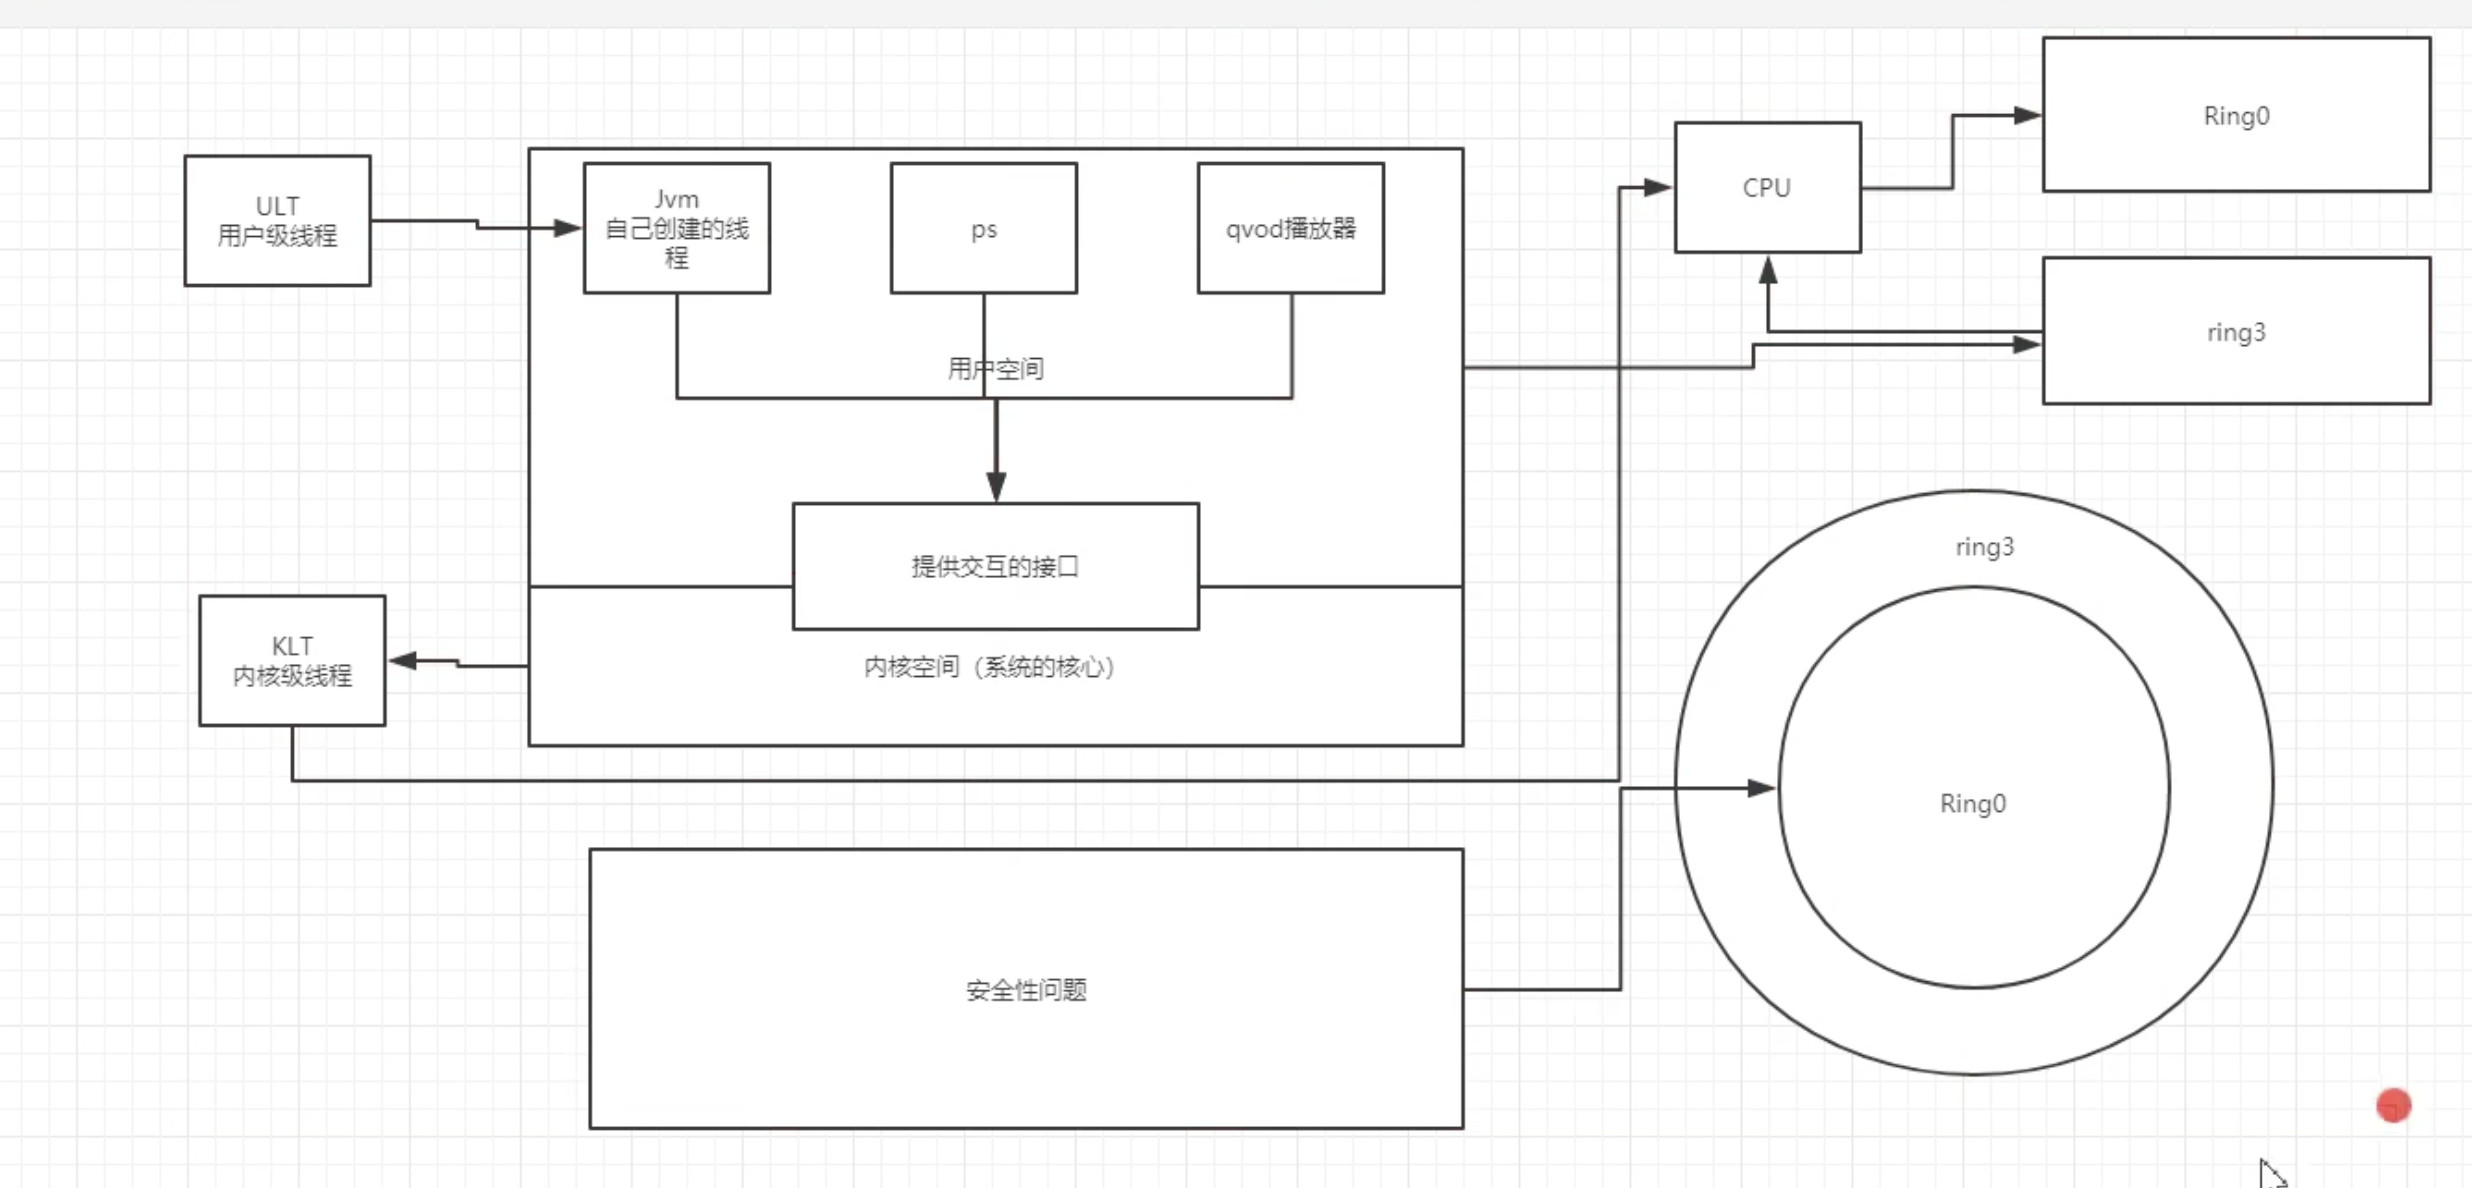 Ring0
CPU
ULT
用户级线程
Jvm
自己创建的线
程
ps
qvod播放器
ring3
用户空间
提供交互的接口
ring3
KLT
内核级线程
内核空间（系统的核心）
Ring0
安全性问题